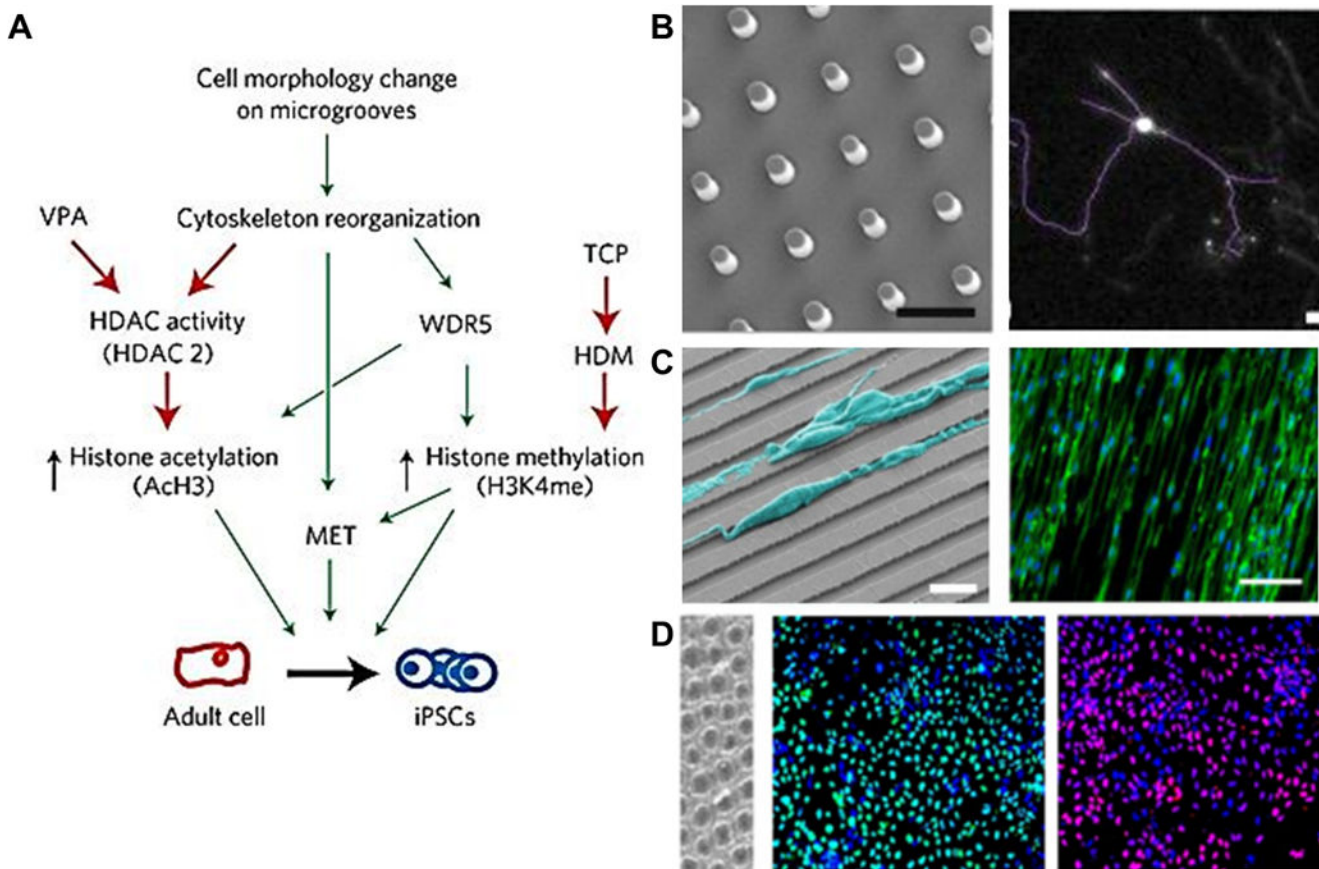 A
Cell morphology change
on microgrooves
VPA
Cytoskeleton reorganization
TCP
HDAC activity
(HDAC 2)
WDR5
HDM
Histone acetylation
(AcH3)
Histone methylation
(H3K4me)
MET
Adult cell
iPSCs
B
C
D